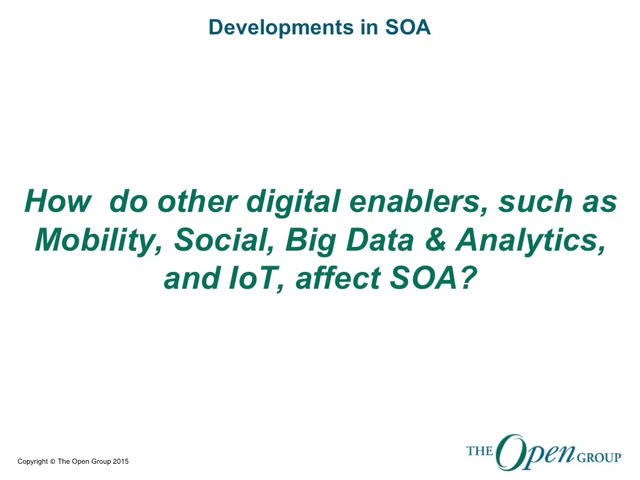 Developments in SOA
How  do other digital enablers, such as
Mobility, Social, Big Data & Analytics,
and IoT, affect SOA?
Copyright © The Open Group 2015
THE Open GROUP